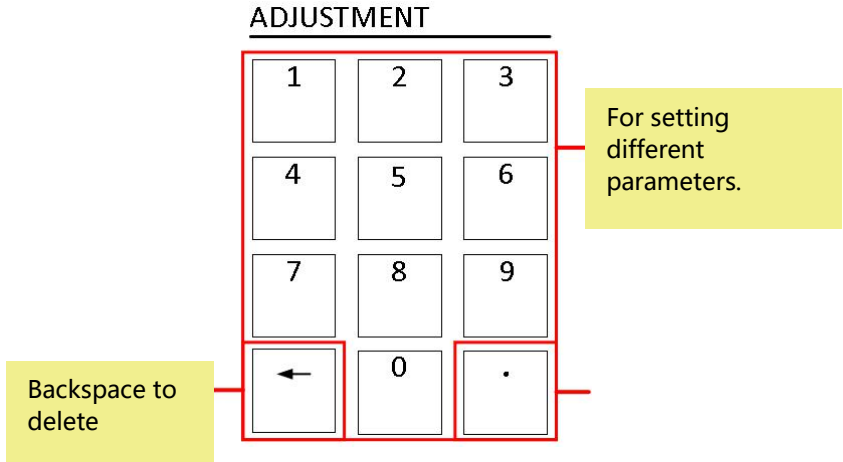 ADJUSTMENT
1 2 3
For setting
different
parameters.
4 5 6
7 8 9
← 0 .
Backspace to
delete